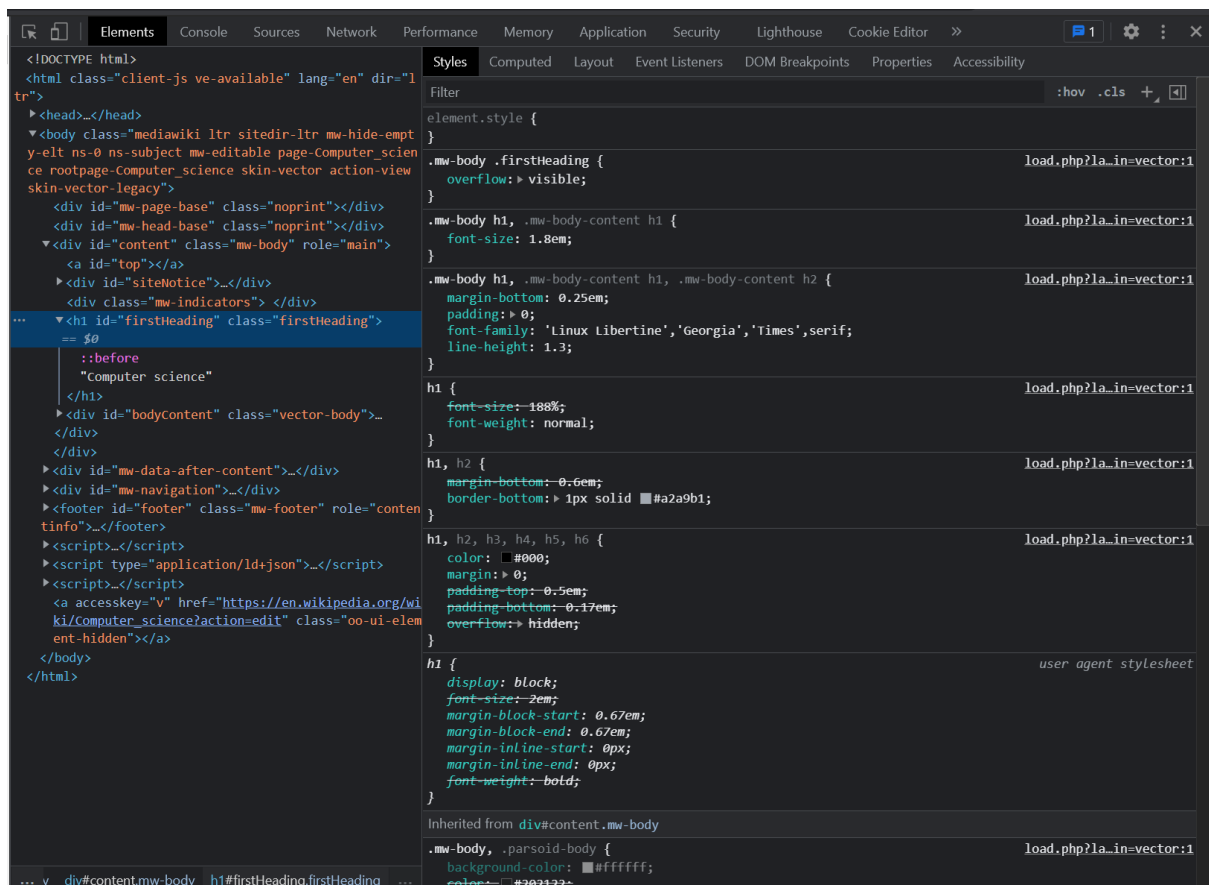 Elements Console Sources Network Performance Memory Application Security Lighthouse Cookie Editor » 1
<!DOCTYPE html>
<html class="client-js ve-available" lang="en" dir="l
tr">
<head>…</head>
<body class="mediawiki ltr sitedir-ltr mw-hide-empt
y-elt ns-0 ns-subject mw-editable page-Computer_scien
ce rootpage-Computer_science skin-vector action-view
skin-vector-legacy">
<div id="mw-page-base" class="noprint"></div>
<div id="mw-head-base" class="noprint"></div>
<div id="content" class="mw-body" role="main">
<a id="top"></a>
<div id="siteNotice">…</div>
<div class="mw-indicators"> </div>
<h1 id="firstHeading" class="firstHeading">
== $0
::before
"Computer science"
</h1>
<div id="bodyContent" class="vector-body">…
</div>
</div>
<div id="mw-data-after-content">…</div>
<div id="mw-navigation">…</div>
<footer id="footer" class="mw-footer" role="conten
tinfo">…</footer>
<script>…</script>
<script type="application/ld+json">…</script>
<script>…</script>
<a accesskey="v" href="https://en.wikipedia.org/wi
ki/Computer_science?action=edit" class="oo-ui-elem
ent-hidden"></a>
</body>
</html>
… y div#content.mw-body h1#firstHeading.firstHeading …
Styles Computed Layout Event Listeners DOM Breakpoints Properties Accessibility
Filter :hov .cls +
element.style {
}
.mw-body .firstHeading { load.php?la…in=vector:1
overflow: visible;
}
.mw-body h1, .mw-body-content h1 { load.php?la…in=vector:1
font-size: 1.8em;
}
.mw-body h1, .mw-body-content h1, .mw-body-content h2 { load.php?la…in=vector:1
margin-bottom: 0.25em;
padding: 0;
font-family: 'Linux Libertine','Georgia','Times',serif;
line-height: 1.3;
}
h1 { load.php?la…in=vector:1
font-size: 188%;
font-weight: normal;
}
h1, h2 { load.php?la…in=vector:1
margin-bottom: 0.6em;
border-bottom: 1px solid #a2a9b1;
}
h1, h2, h3, h4, h5, h6 { load.php?la…in=vector:1
color: #000;
margin: 0;
padding-top: 0.5em;
padding-bottom: 0.17em;
overflow: hidden;
}
h1 { user agent stylesheet
display: block;
font-size: 2em;
margin-block-start: 0.67em;
margin-block-end: 0.67em;
margin-inline-start: 0px;
margin-inline-end: 0px;
font-weight: bold;
}
Inherited from div#content.mw-body
.mw-body, .parsoid-body { load.php?la…in=vector:1
background-color: #ffffff;
color: #202122;